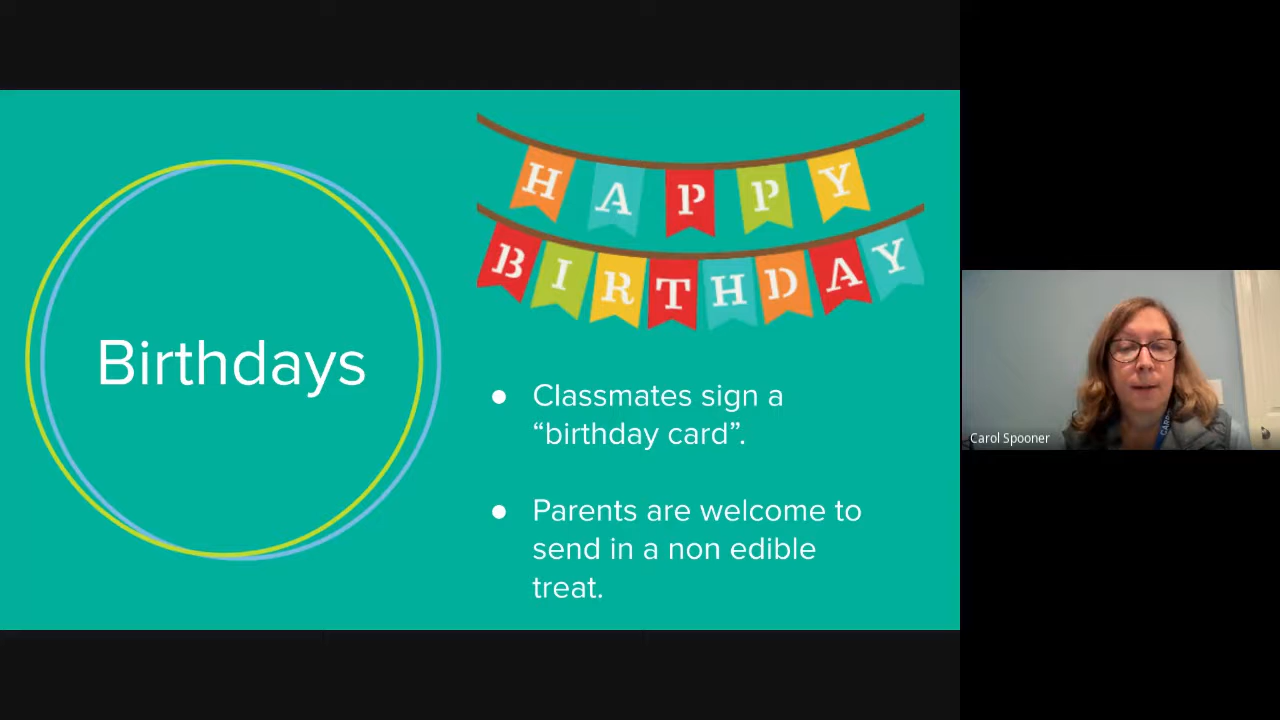 HAPPY
BIRTHDAY
Birthdays
● Classmates sign a
“birthday card”.
● Parents are welcome to
send in a non edible
treat.
Carol Spooner